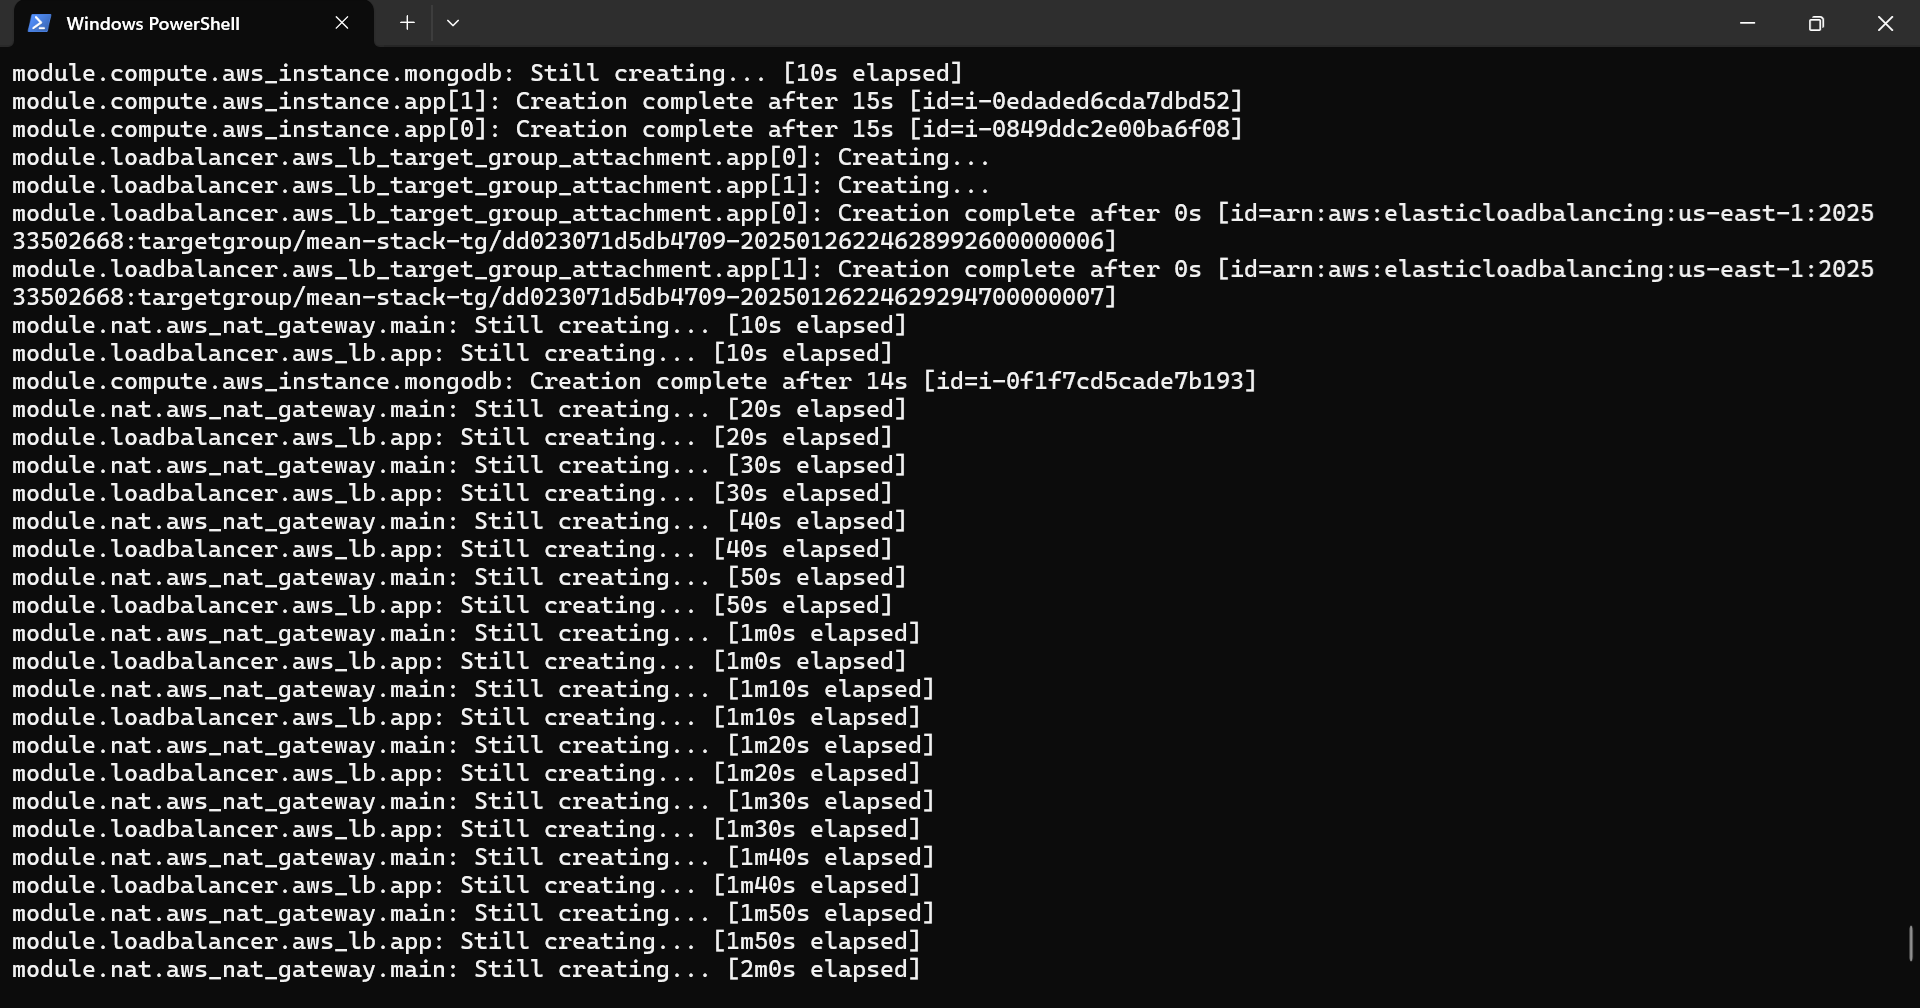 Windows PowerShell
module.compute.aws_instance.mongodb: Still creating... [10s elapsed]
module.compute.aws_instance.app[1]: Creation complete after 15s [id=i-0edaded6cda7dbd52]
module.compute.aws_instance.app[0]: Creation complete after 15s [id=i-0849ddc2e00ba6f08]
module.loadbalancer.aws_lb_target_group_attachment.app[0]: Creating...
module.loadbalancer.aws_lb_target_group_attachment.app[1]: Creating...
module.loadbalancer.aws_lb_target_group_attachment.app[0]: Creation complete after 0s [id=arn:aws:elasticloadbalancing:us-east-1:2025
33502668:targetgroup/mean-stack-tg/dd023071d5db4709-20250126224628992600000006]
module.loadbalancer.aws_lb_target_group_attachment.app[1]: Creation complete after 0s [id=arn:aws:elasticloadbalancing:us-east-1:2025
33502668:targetgroup/mean-stack-tg/dd023071d5db4709-20250126224629294700000007]
module.nat.aws_nat_gateway.main: Still creating... [10s elapsed]
module.loadbalancer.aws_lb.app: Still creating... [10s elapsed]
module.compute.aws_instance.mongodb: Creation complete after 14s [id=i-0f1f7cd5cade7b193]
module.nat.aws_nat_gateway.main: Still creating... [20s elapsed]
module.loadbalancer.aws_lb.app: Still creating... [20s elapsed]
module.nat.aws_nat_gateway.main: Still creating... [30s elapsed]
module.loadbalancer.aws_lb.app: Still creating... [30s elapsed]
module.nat.aws_nat_gateway.main: Still creating... [40s elapsed]
module.loadbalancer.aws_lb.app: Still creating... [40s elapsed]
module.nat.aws_nat_gateway.main: Still creating... [50s elapsed]
module.loadbalancer.aws_lb.app: Still creating... [50s elapsed]
module.nat.aws_nat_gateway.main: Still creating... [1m0s elapsed]
module.loadbalancer.aws_lb.app: Still creating... [1m0s elapsed]
module.nat.aws_nat_gateway.main: Still creating... [1m10s elapsed]
module.loadbalancer.aws_lb.app: Still creating... [1m10s elapsed]
module.nat.aws_nat_gateway.main: Still creating... [1m20s elapsed]
module.loadbalancer.aws_lb.app: Still creating... [1m20s elapsed]
module.nat.aws_nat_gateway.main: Still creating... [1m30s elapsed]
module.loadbalancer.aws_lb.app: Still creating... [1m30s elapsed]
module.nat.aws_nat_gateway.main: Still creating... [1m40s elapsed]
module.loadbalancer.aws_lb.app: Still creating... [1m40s elapsed]
module.nat.aws_nat_gateway.main: Still creating... [1m50s elapsed]
module.loadbalancer.aws_lb.app: Still creating... [1m50s elapsed]
module.nat.aws_nat_gateway.main: Still creating... [2m0s elapsed]